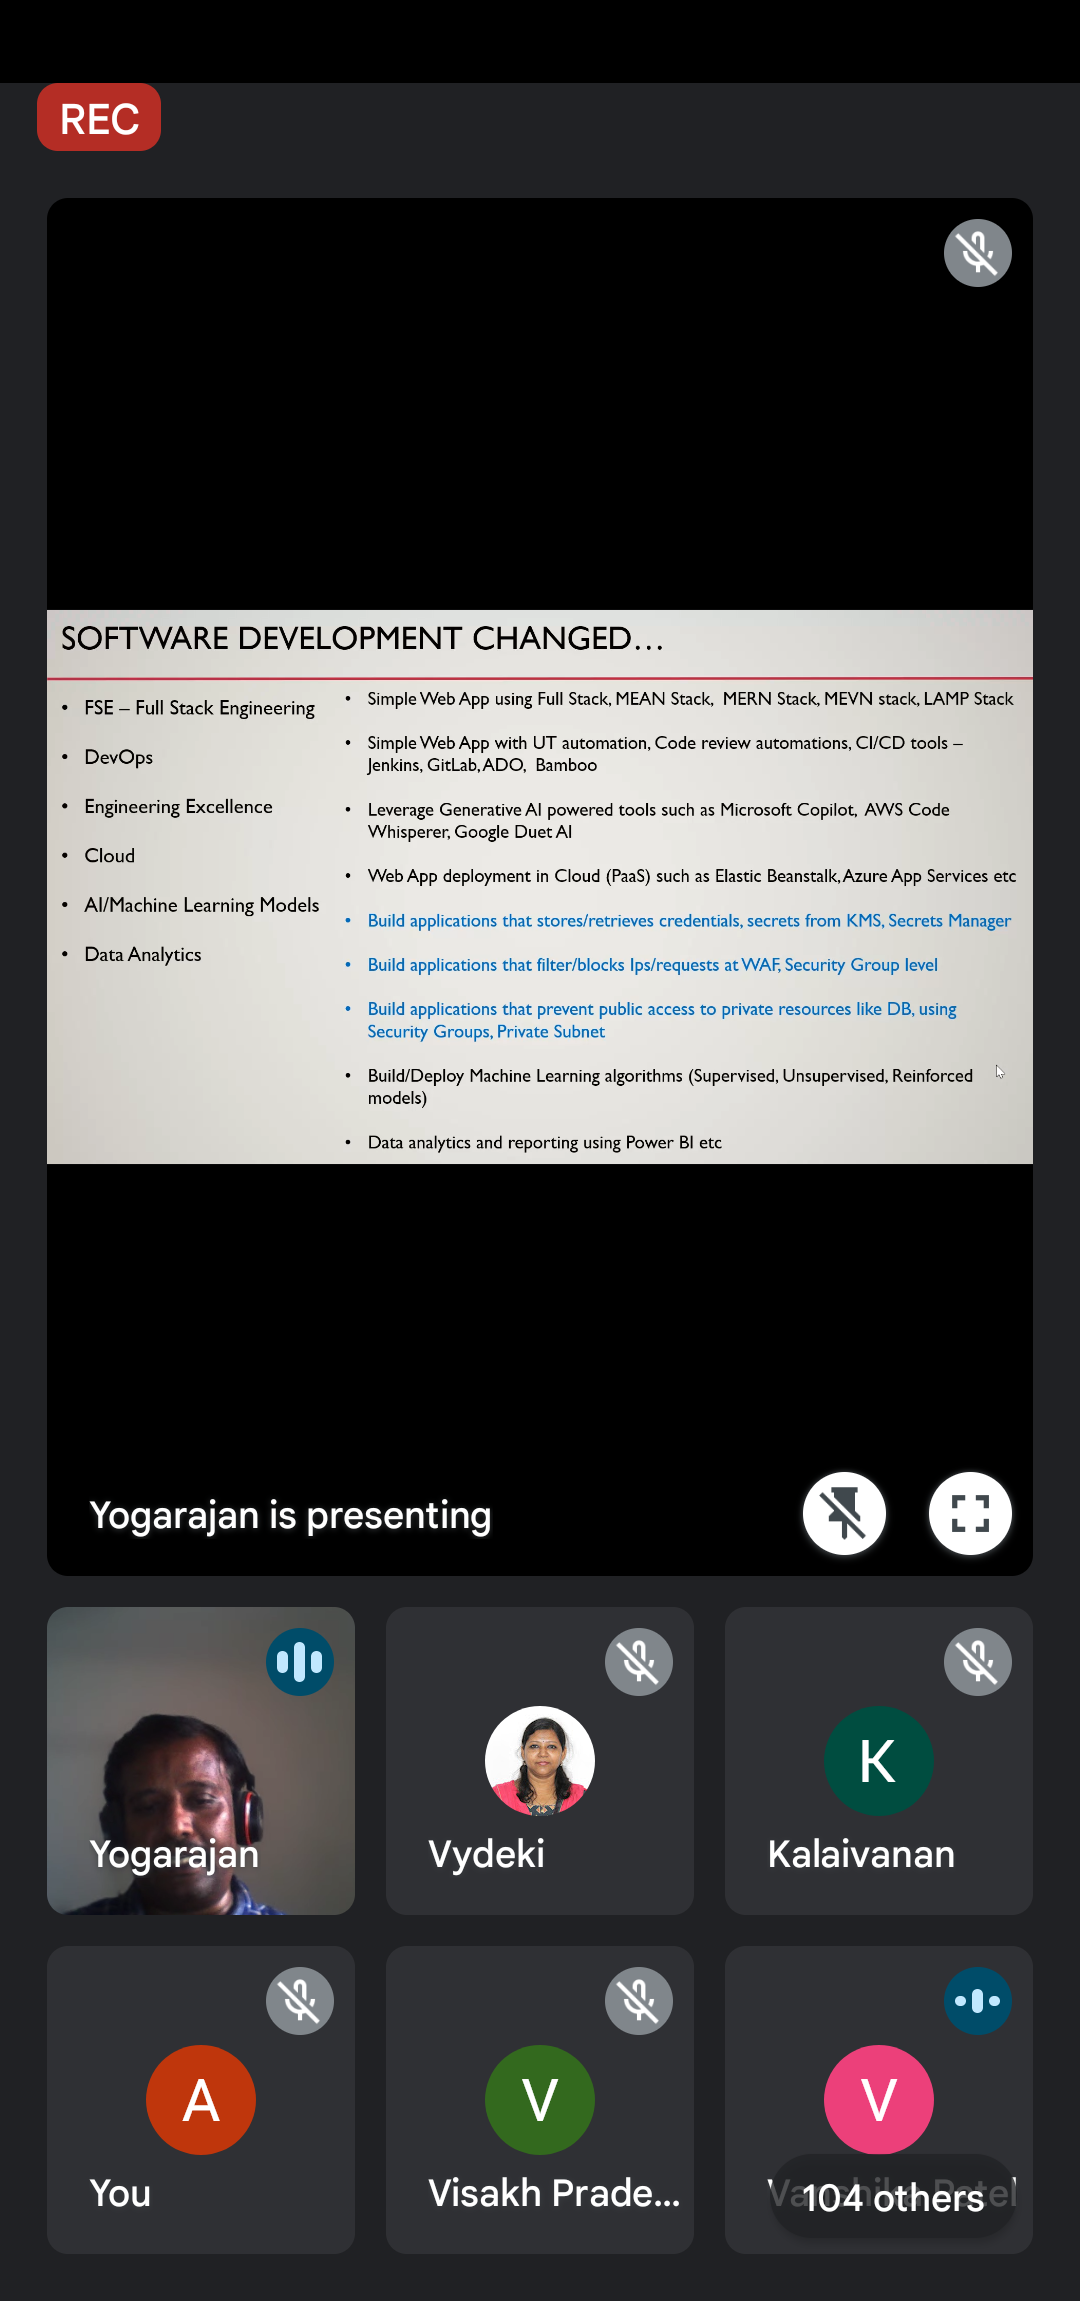 REC
SOFTWARE DEVELOPMENT CHANGED...
• FSE – Full Stack Engineering
• DevOps
• Engineering Excellence
• Cloud
• AI/Machine Learning Models
• Data Analytics
• Simple Web App using Full Stack, MEAN Stack, MERN Stack, MEVN stack, LAMP Stack
• Simple Web App with UT automation, Code review automations, CI/CD tools –
Jenkins, GitLab, ADO, Bamboo
• Leverage Generative AI powered tools such as Microsoft Copilot, AWS Code
Whisperer, Google Duet AI
• Web App deployment in Cloud (PaaS) such as Elastic Beanstalk, Azure App Services etc
• Build applications that stores/retrieves credentials, secrets from KMS, Secrets Manager
• Build applications that filter/blocks Ips/requests at WAF, Security Group level
• Build applications that prevent public access to private resources like DB, using
Security Groups, Private Subnet
• Build/Deploy Machine Learning algorithms (Supervised, Unsupervised, Reinforced
models)
• Data analytics and reporting using Power BI etc
Yogarajan is presenting
Yogarajan
Vydeki
K
Kalaivanan
A
You
V
Visakh Prade...
V
Vanshika Patel
104 others